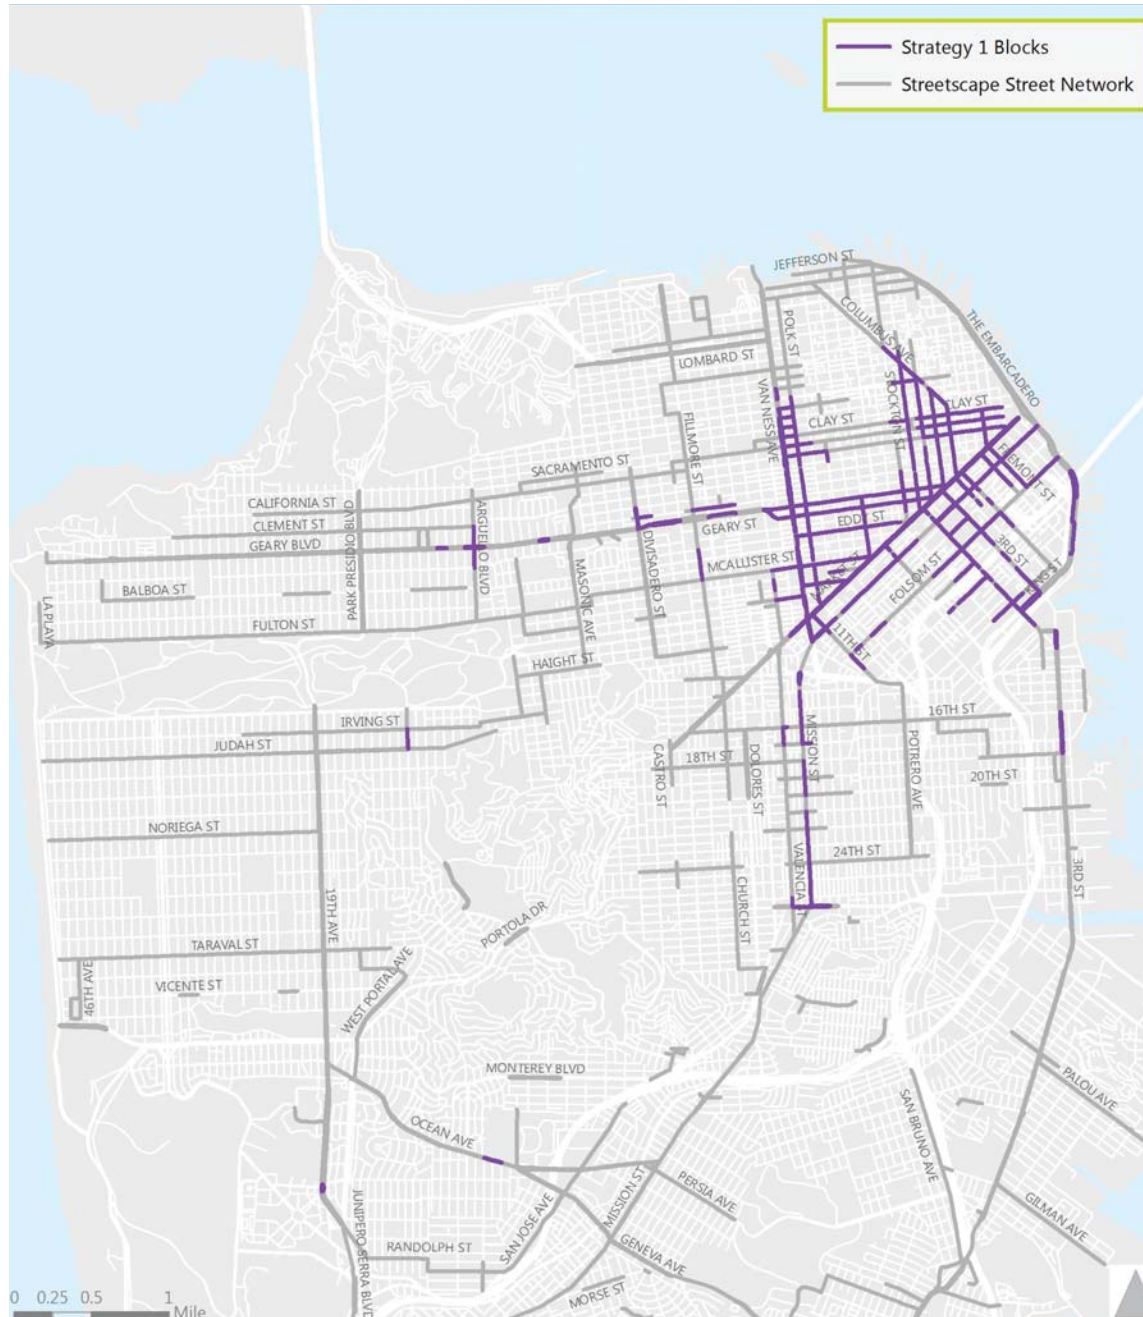 Strategy 1 Blocks
Streetscape Street Network
JEFFERSON ST
COLUMBUS AVE
THE EMBARCADERO
POLK ST
LOMBARD ST
VAN NESS AVE
STOCKTON ST
CLAY ST
CLAY ST
FILLMORE ST
FREMONT ST
SACRAMENTO ST
CALIFORNIA ST
CLEMENT ST
GEARY BLVD
PARK PRESIDIO BLVD
ARGUELLO BLVD
GEARY ST
EDDY ST
DIVISADERO ST
MCALLISTER ST
MASONIC AVE
3RD ST
KING ST
FOLSOM ST
BALBOA ST
LA PLAYA
FULTON ST
11TH ST
HAIGHT ST
IRVING ST
JUDAH ST
16TH ST
MISSION ST
CASTRO ST
18TH ST
DOLORES ST
POTRERO AVE
20TH ST
NORIEGA ST
VALENCIA ST
24TH ST
3RD ST
19TH AVE
CHURCH ST
PORTOLA DR
TARAVAL ST
46TH AVE
VICENTE ST
WEST PORTAL AVE
MONTEREY BLVD
PALOU AVE
SAN BRUNO AVE
OCEAN AVE
MISSION ST
PERSIA AVE
GILMAN AVE
JUNIPERO SERRA BLVD
SAN JOSE AVE
RANDOLPH ST
GENEVA AVE
MORSE ST
0 0.25 0.5 1
Mile